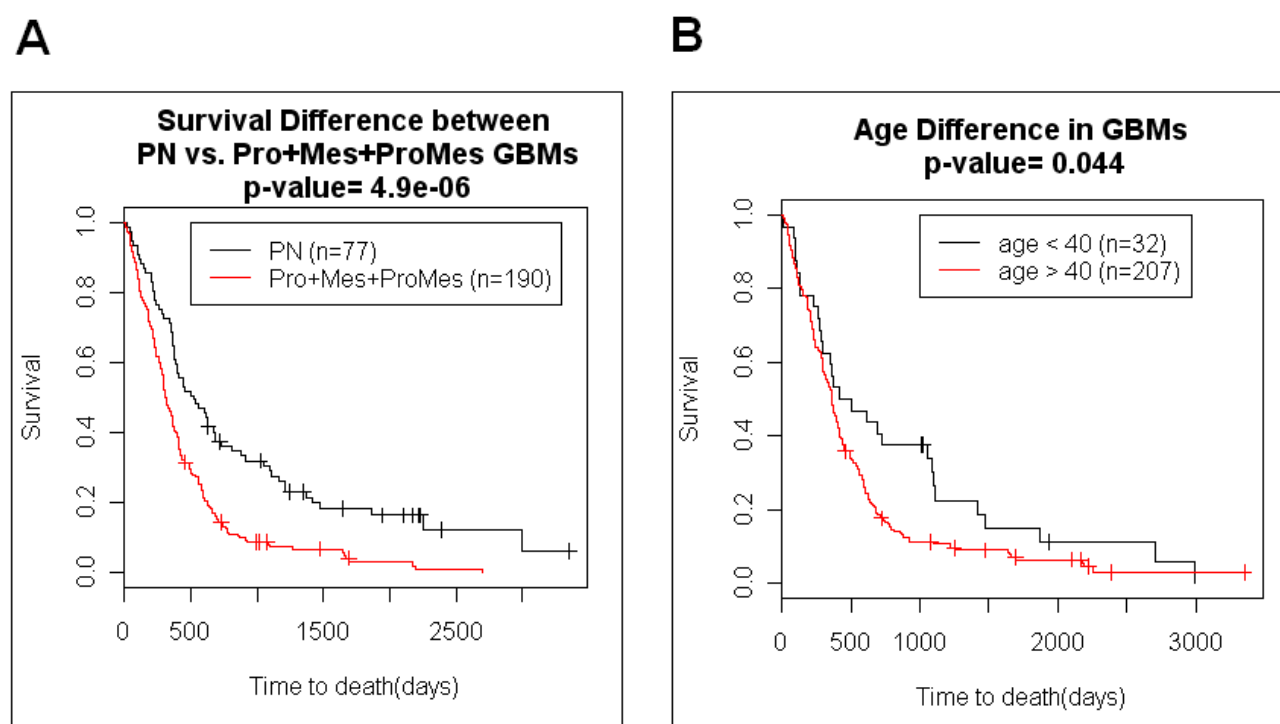 A
Survival Difference between
PN vs. Pro+Mes+ProMes GBMs
p-value= 4.9e-06
PN (n=77)
Pro+Mes+ProMes (n=190)
Survival
1.0
0.8
0.6
0.4
0.2
0.0
0 500 1500 2500
Time to death(days)
B
Age Difference in GBMs
p-value= 0.044
age < 40 (n=32)
age > 40 (n=207)
Survival
1.0
0.8
0.6
0.4
0.2
0.0
0 500 1000 2000 3000
Time to death(days)